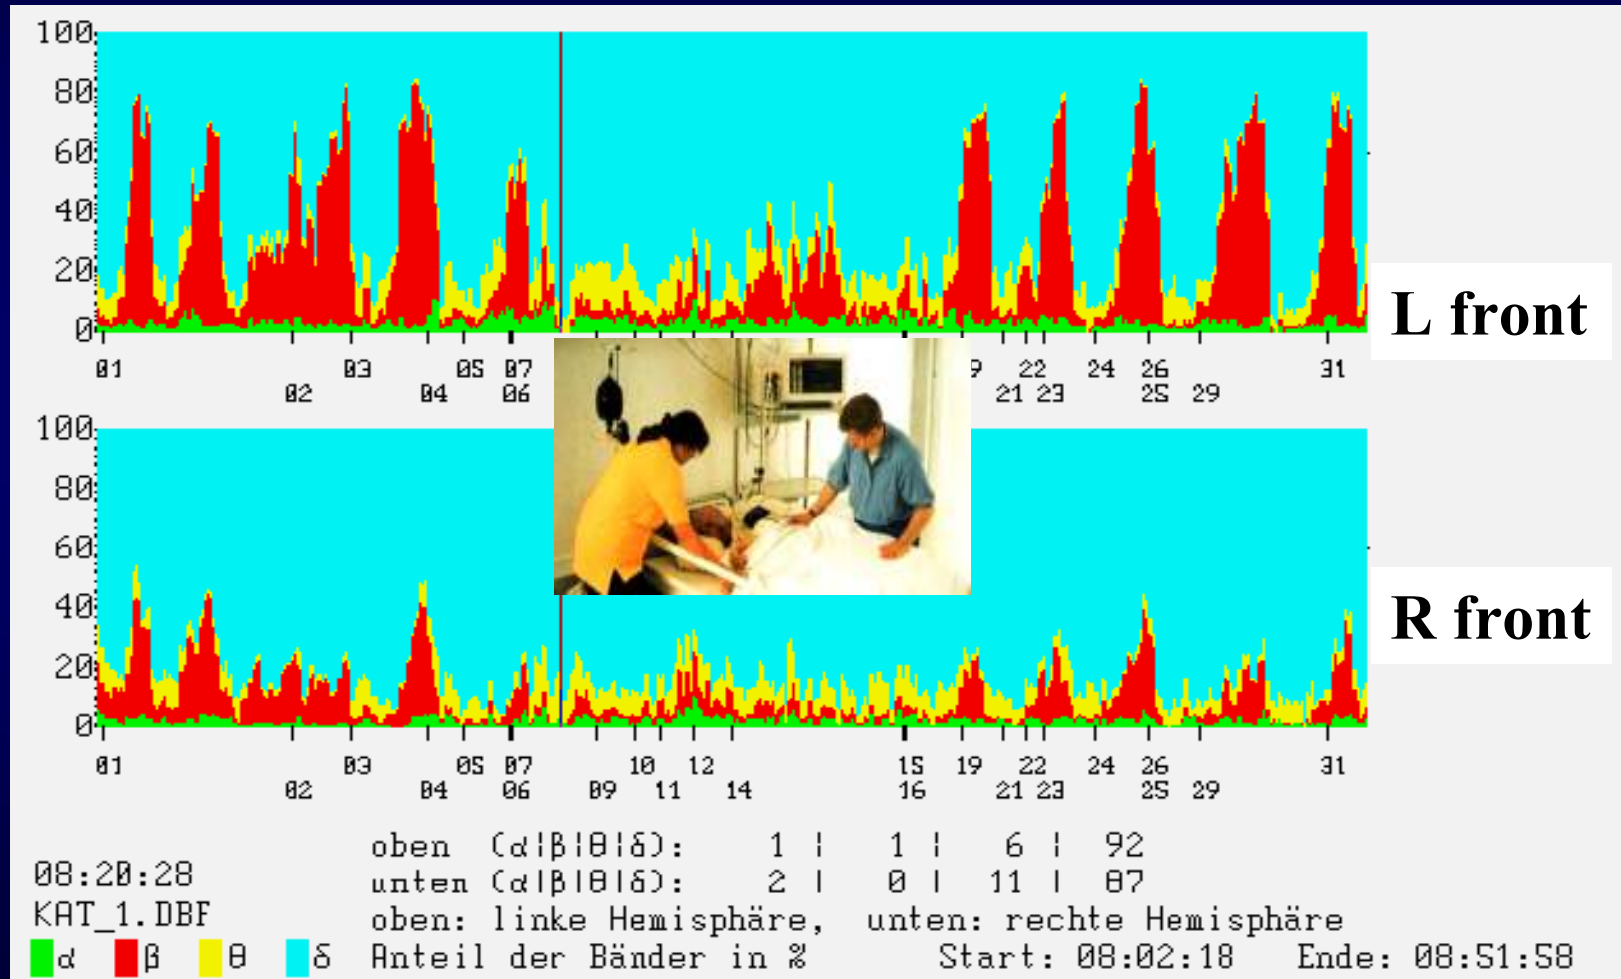 100
80
60
40
20
0
L front
01 03 05 07 9 22 24 26 31
02 04 06 21 23 25 29
100
80
60
40
20
0
R front
01 03 05 07 10 12 15 19 22 24 26 31
02 04 06 09 11 14 16 21 23 25 29
oben (α|β|θ|δ): 1 | 1 | 6 | 92
08:20:28
unten (α|β|θ|δ): 2 | 0 | 11 | 87
KAT_1.DBF
oben: linke Hemisphäre, unten: rechte Hemisphäre
α β θ δ Anteil der Bänder in % Start: 08:02:18 Ende: 08:51:58